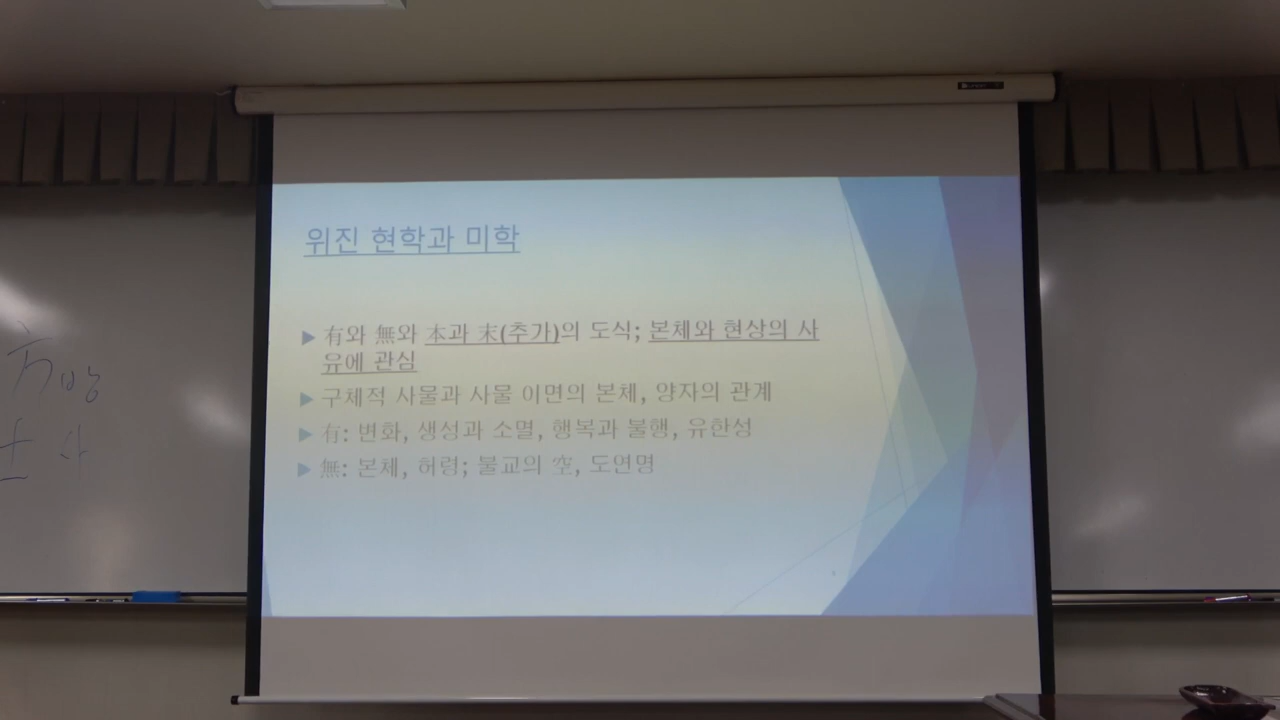 위진 현학과 미학
▶ 有와 無와 本과 末(추가)의 도식; 본체와 현상의 사
유에 관심
▶ 구체적 사물과 사물 이면의 본체, 양자의 관계
▶ 有: 변화, 생성과 소멸, 행복과 불행, 유한성
▶ 無: 본체, 허령; 불교의 空, 도연명